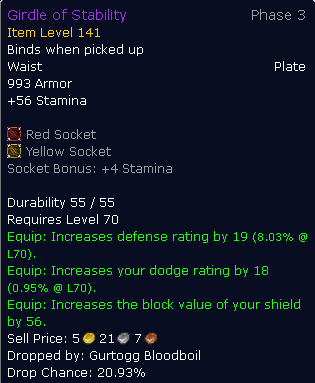 Girdle of Stability Phase 3
Item Level 141
Binds when picked up
Waist Plate
993 Armor
+56 Stamina
Red Socket
Yellow Socket
Socket Bonus: +4 Stamina
Durability 55 / 55
Requires Level 70
Equip: Increases defense rating by 19 (8.03% @
L70).
Equip: Increases your dodge rating by 18
(0.95% @ L70).
Equip: Increases the block value of your shield
by 56.
Sell Price: 5 21 7
Dropped by: Gurtogg Bloodboil
Drop Chance: 20.93%